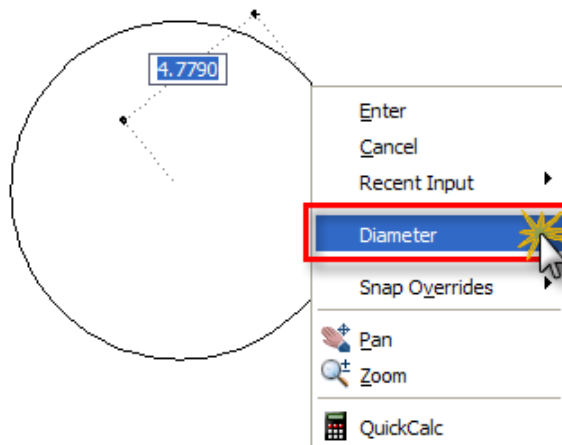 4.7790
Enter
Cancel
Recent Input
Diameter
Snap Overrides
Pan
Zoom
QuickCalc